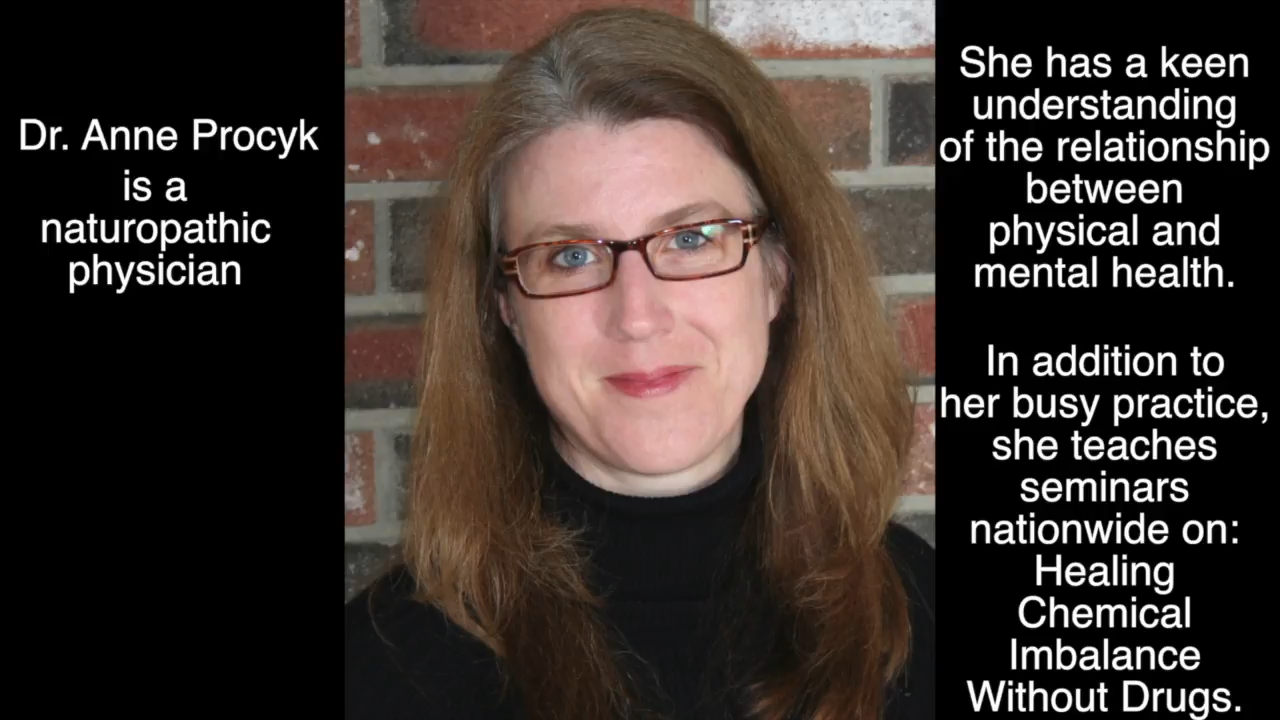 Dr. Anne Procyk
is a
naturopathic
physician
She has a keen
understanding
of the relationship
between
physical and
mental health.
In addition to
her busy practice,
she teaches
seminars
nationwide on:
Healing
Chemical
Imbalance
Without Drugs.